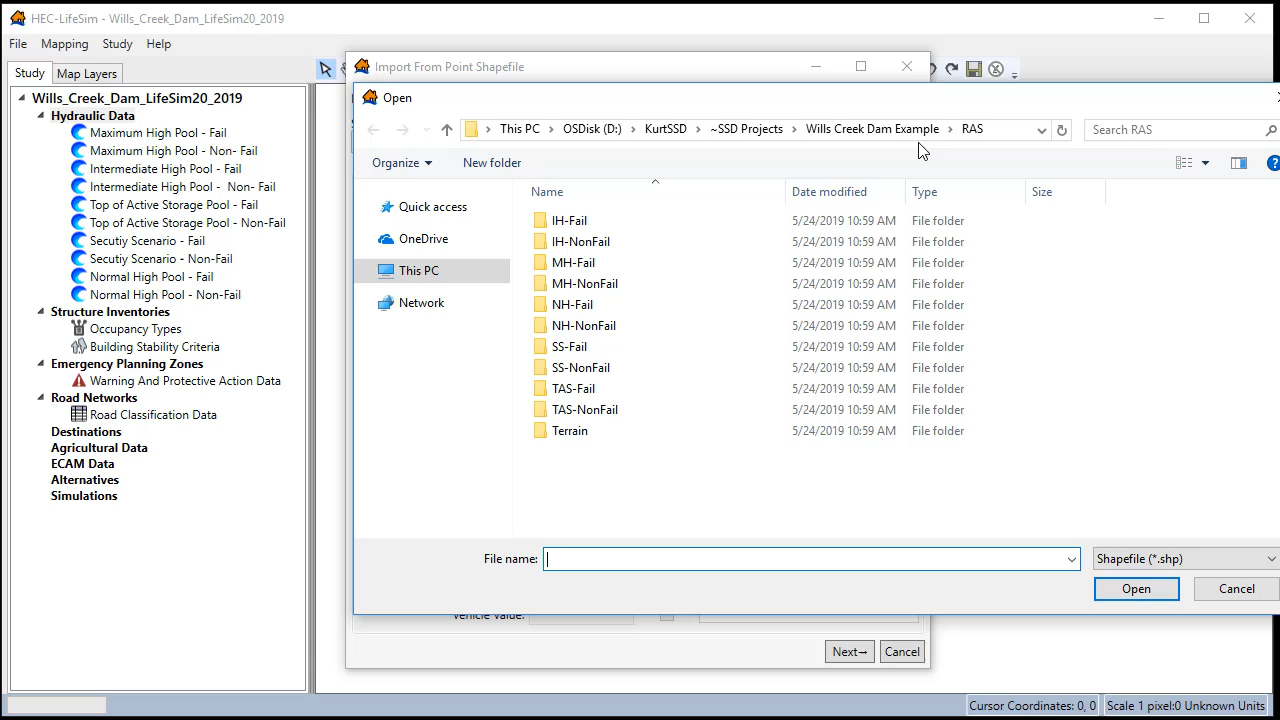 HEC-LifeSim - Wills_Creek_Dam_LifeSim20_2019
File Mapping Study Help
Study Map Layers
Wills_Creek_Dam_LifeSim20_2019
Hydraulic Data
Maximum High Pool - Fail
Maximum High Pool - Non- Fail
Intermediate High Pool - Fail
Intermediate High Pool - Non- Fail
Top of Active Storage Pool - Fail
Top of Active Storage Pool - Non-Fail
Secutiy Scenario - Fail
Secutiy Scenario - Non-Fail
Normal High Pool - Fail
Normal High Pool - Non-Fail
Structure Inventories
Occupancy Types
Building Stability Criteria
Emergency Planning Zones
Warning And Protective Action Data
Road Networks
Road Classification Data
Destinations
Agricultural Data
ECAM Data
Alternatives
Simulations
Import From Point Shapefile
Open
This PC OSDisk (D:) KurtSSD ~SSD Projects Wills Creek Dam Example RAS
Search RAS
Organize New folder
Quick access
OneDrive
This PC
Network
Name Date modified Type Size
IH-Fail 5/24/2019 10:59 AM File folder
IH-NonFail 5/24/2019 10:59 AM File folder
MH-Fail 5/24/2019 10:59 AM File folder
MH-NonFail 5/24/2019 10:59 AM File folder
NH-Fail 5/24/2019 10:59 AM File folder
NH-NonFail 5/24/2019 10:59 AM File folder
SS-Fail 5/24/2019 10:59 AM File folder
SS-NonFail 5/24/2019 10:59 AM File folder
TAS-Fail 5/24/2019 10:59 AM File folder
TAS-NonFail 5/24/2019 10:59 AM File folder
Terrain 5/24/2019 10:59 AM File folder
File name: Shapefile (*.shp)
Open Cancel
Vehicle Value:
Next→ Cancel
Cursor Coordinates: 0, 0 Scale 1 pixel:0 Unknown Units